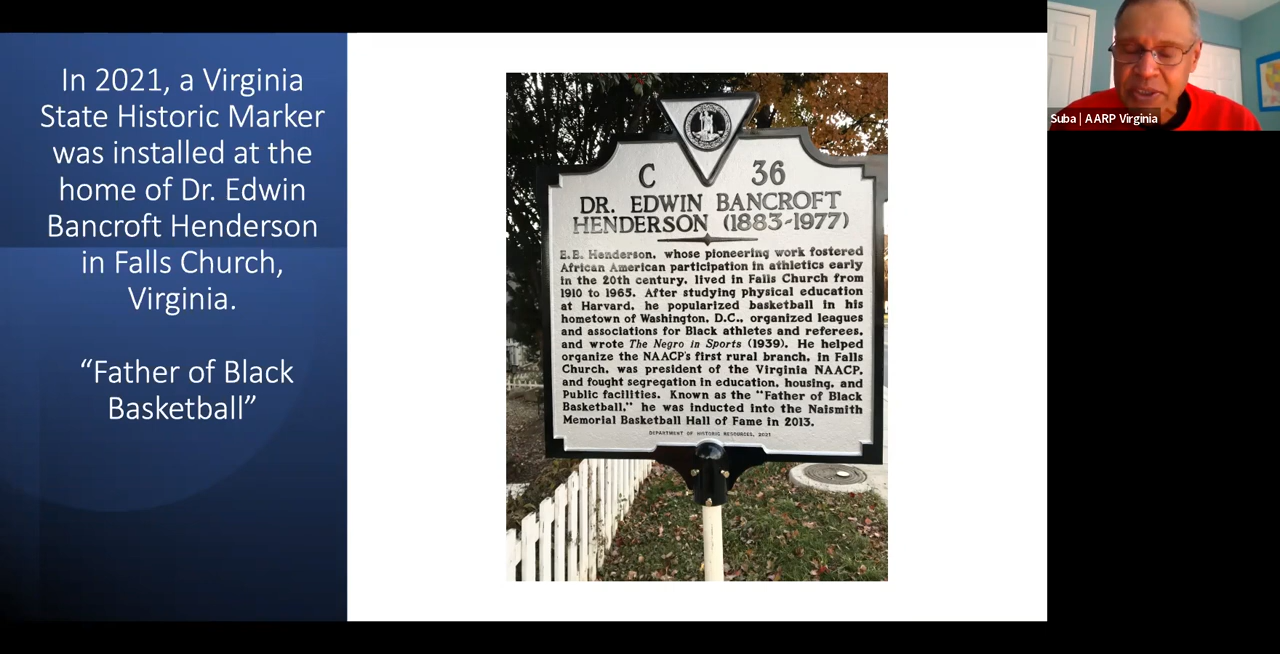 In 2021, a Virginia
State Historic Marker
was installed at the
home of Dr. Edwin
Bancroft Henderson
in Falls Church,
Virginia.
“Father of Black
Basketball”
C 36
DR. EDWIN BANCROFT
HENDERSON (1883-1977)
E.B. Henderson, whose pioneering work fostered
African American participation in athletics early
in the 20th century, lived in Falls Church from
1910 to 1965. After studying physical education
at Harvard, he popularized basketball in his
hometown of Washington, D.C., organized leagues
and associations for Black athletes and referees,
and wrote The Negro in Sports (1939). He helped
organize the NAACP's first rural branch, in Falls
Church, was president of the Virginia NAACP,
and fought segregation in education, housing, and
Public facilities. Known as the "Father of Black
Basketball," he was inducted into the Naismith
Memorial Basketball Hall of Fame in 2013.
DEPARTMENT OF HISTORIC RESOURCES, 2021
Suba | AARP Virginia